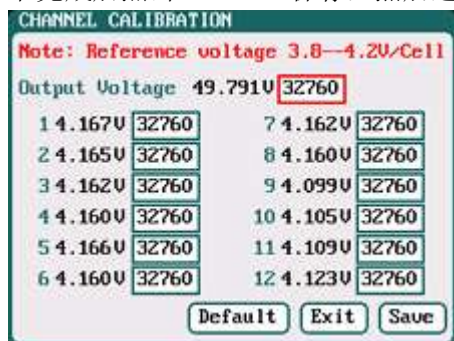 CHANNEL CALIBRATION
Note: Reference voltage 3.8--4.2V/Cell
Output Voltage 49.791V 32760
1 4.167V 32760 7 4.162V 32760
2 4.165V 32760 8 4.160V 32760
3 4.162V 32760 9 4.099V 32760
4 4.160V 32760 10 4.105V 32760
5 4.166V 32760 11 4.109V 32760
6 4.160V 32760 12 4.123V 32760
Default Exit Save